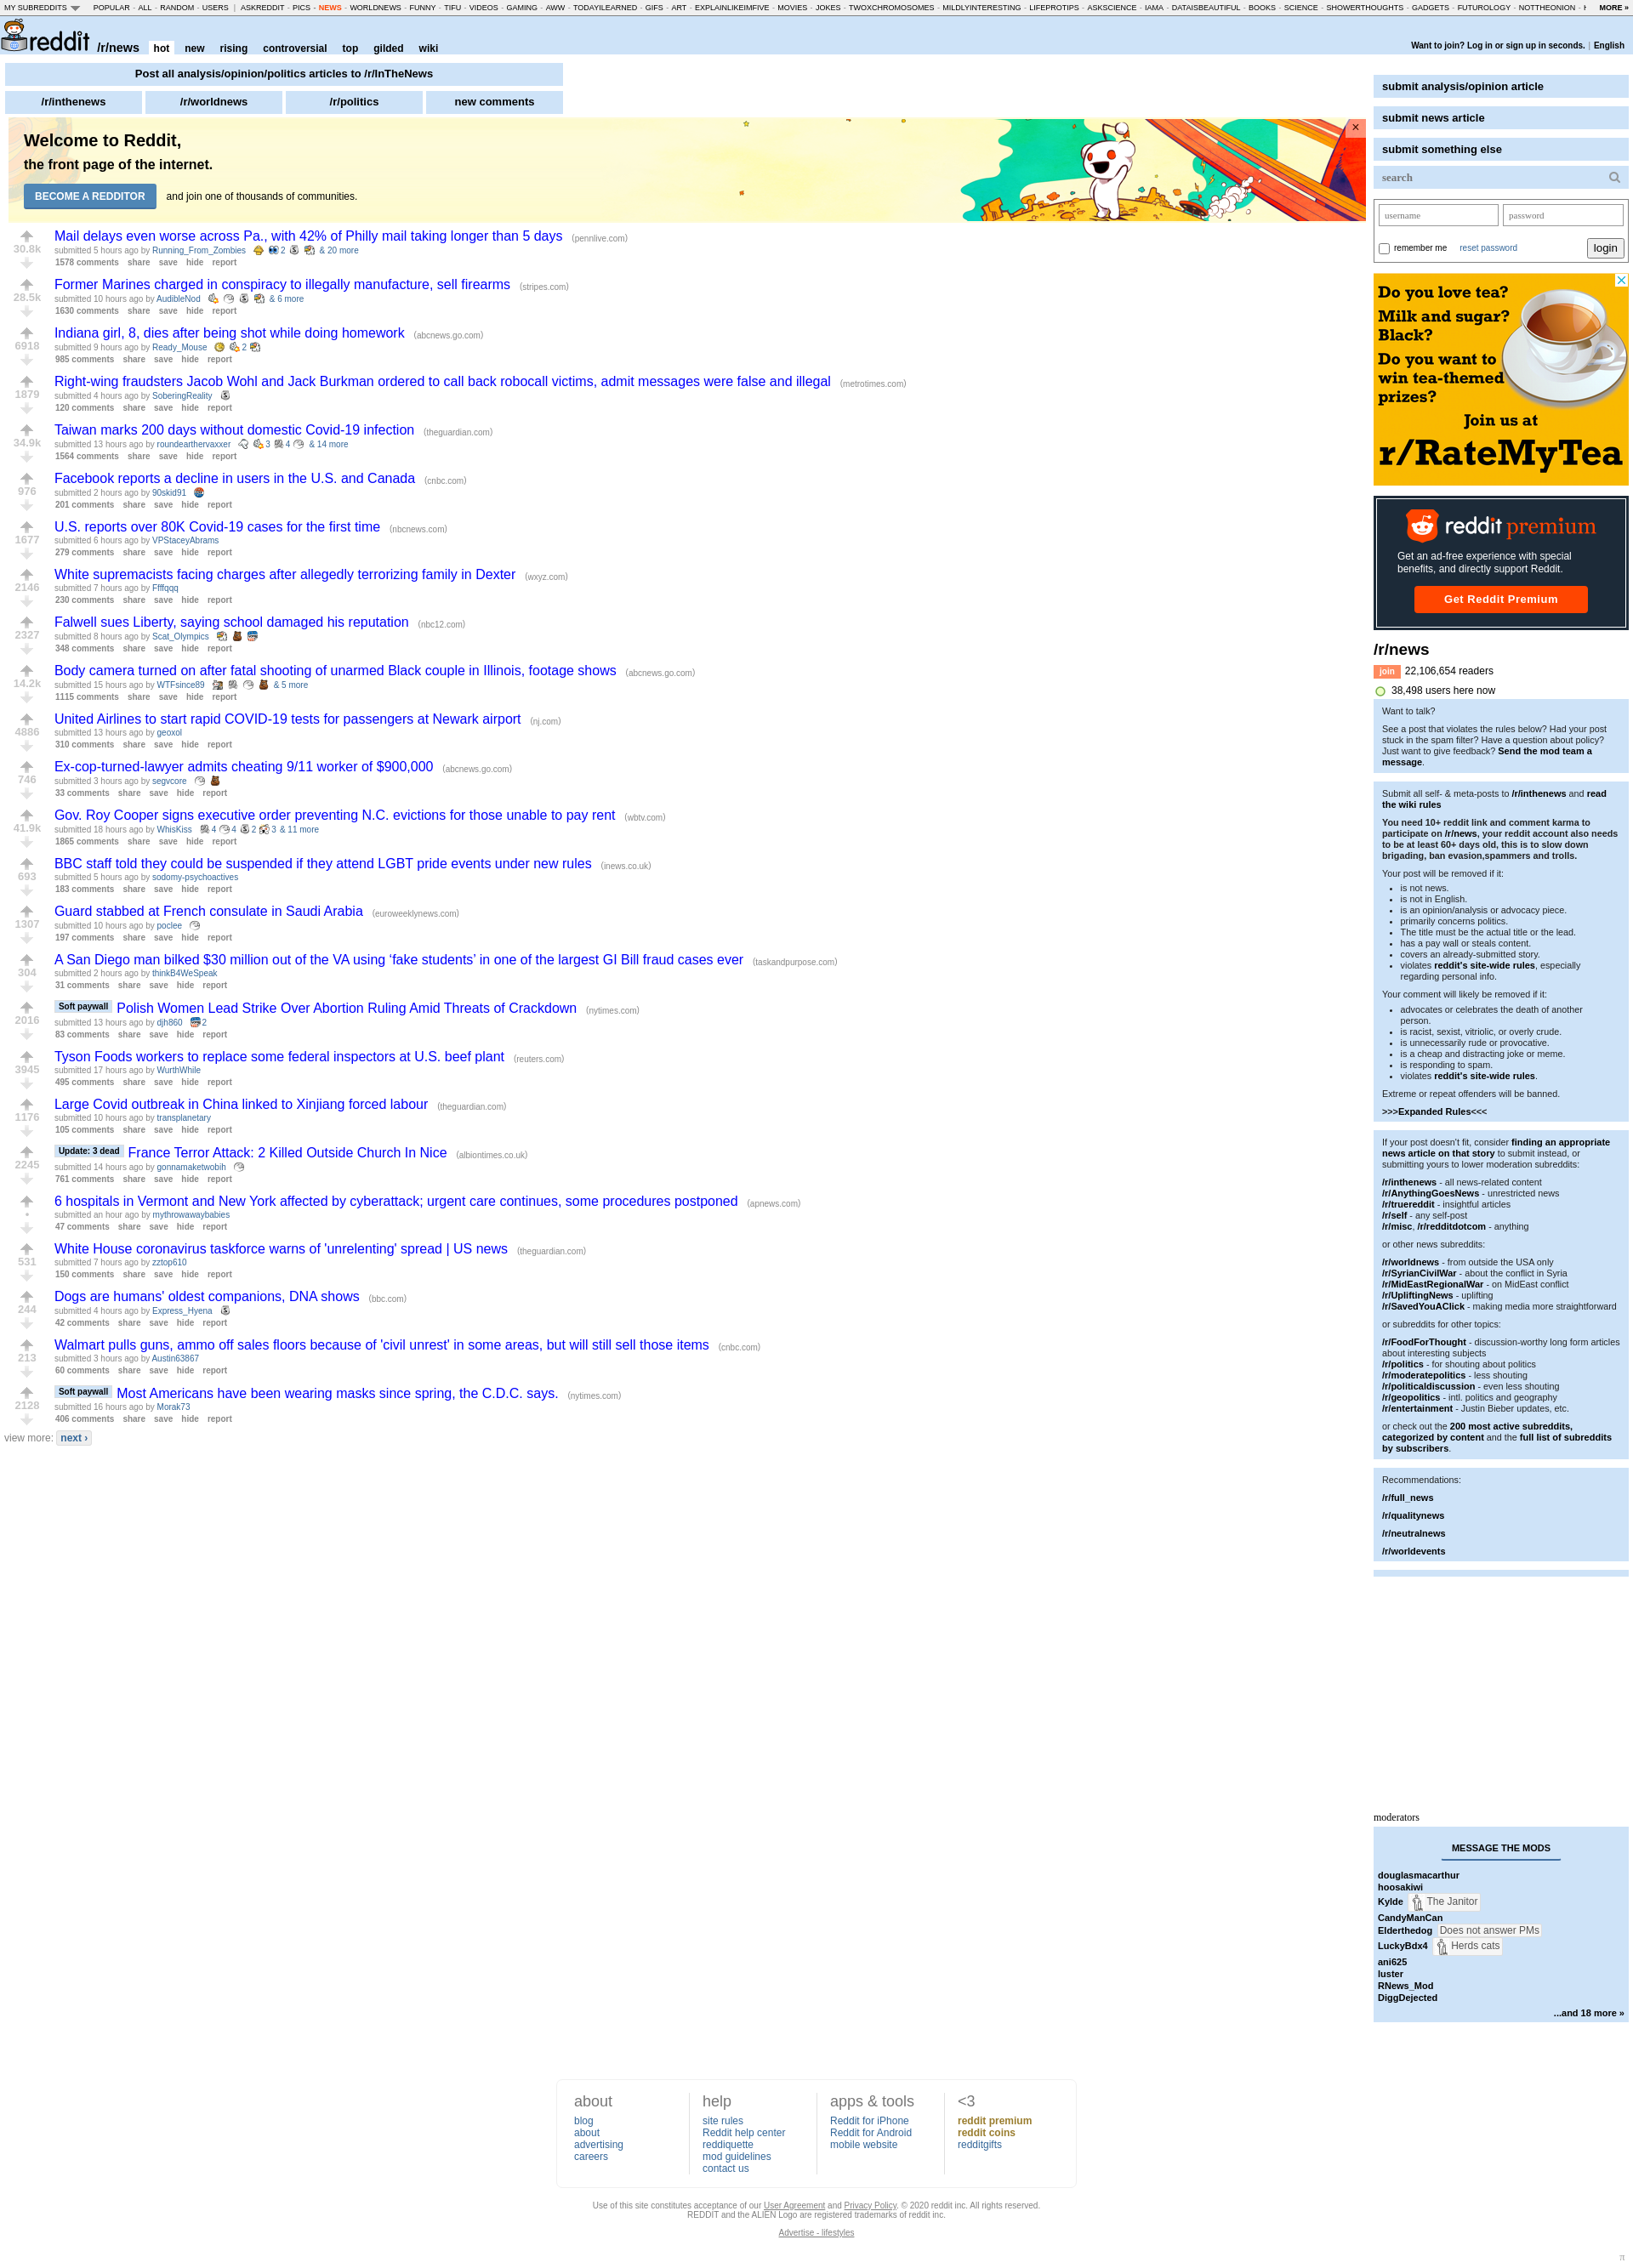 MY SUBREDDITS POPULAR - ALL - RANDOM - USERS | ASKREDDIT - PICS - NEWS - WORLDNEWS - FUNNY - TIFU - VIDEOS - GAMING - AWW - TODAYILEARNED - GIFS - ART - EXPLAINLIKEIMFIVE - MOVIES - JOKES - TWOXCHROMOSOMES - MILDLYINTERESTING - LIFEPROTIPS - ASKSCIENCE - IAMA - DATAISBEAUTIFUL - BOOKS - SCIENCE - SHOWERTHOUGHTS - GADGETS - FUTUROLOGY - NOTTHEONION - MORE »
reddit /r/news hot new rising controversial top gilded wiki
Want to join? Log in or sign up in seconds. | English
Post all analysis/opinion/politics articles to /r/InTheNews
/r/inthenews /r/worldnews /r/politics new comments
Welcome to Reddit,
the front page of the internet.
BECOME A REDDITOR and join one of thousands of communities.
×
30.8k
Mail delays even worse across Pa., with 42% of Philly mail taking longer than 5 days (pennlive.com)
submitted 5 hours ago by Running_From_Zombies 2 & 20 more
1578 comments share save hide report
28.5k
Former Marines charged in conspiracy to illegally manufacture, sell firearms (stripes.com)
submitted 10 hours ago by AudibleNod & 6 more
1630 comments share save hide report
6918
Indiana girl, 8, dies after being shot while doing homework (abcnews.go.com)
submitted 9 hours ago by Ready_Mouse 2
985 comments share save hide report
1879
Right-wing fraudsters Jacob Wohl and Jack Burkman ordered to call back robocall victims, admit messages were false and illegal (metrotimes.com)
submitted 4 hours ago by SoberingReality
120 comments share save hide report
34.9k
Taiwan marks 200 days without domestic Covid-19 infection (theguardian.com)
submitted 13 hours ago by roundearthervaxxer 3 4 & 14 more
1564 comments share save hide report
976
Facebook reports a decline in users in the U.S. and Canada (cnbc.com)
submitted 2 hours ago by 90skid91
201 comments share save hide report
1677
U.S. reports over 80K Covid-19 cases for the first time (nbcnews.com)
submitted 6 hours ago by VPStaceyAbrams
279 comments share save hide report
2146
White supremacists facing charges after allegedly terrorizing family in Dexter (wxyz.com)
submitted 7 hours ago by Ffffqqq
230 comments share save hide report
2327
Falwell sues Liberty, saying school damaged his reputation (nbc12.com)
submitted 8 hours ago by Scat_Olympics
348 comments share save hide report
14.2k
Body camera turned on after fatal shooting of unarmed Black couple in Illinois, footage shows (abcnews.go.com)
submitted 15 hours ago by WTFsince89 & 5 more
1115 comments share save hide report
4886
United Airlines to start rapid COVID-19 tests for passengers at Newark airport (nj.com)
submitted 13 hours ago by geoxol
310 comments share save hide report
746
Ex-cop-turned-lawyer admits cheating 9/11 worker of $900,000 (abcnews.go.com)
submitted 3 hours ago by segvcore
33 comments share save hide report
41.9k
Gov. Roy Cooper signs executive order preventing N.C. evictions for those unable to pay rent (wbtv.com)
submitted 18 hours ago by WhisKiss 4 4 2 3 & 11 more
1865 comments share save hide report
693
BBC staff told they could be suspended if they attend LGBT pride events under new rules (inews.co.uk)
submitted 5 hours ago by sodomy-psychoactives
183 comments share save hide report
1307
Guard stabbed at French consulate in Saudi Arabia (euroweeklynews.com)
submitted 10 hours ago by poclee
197 comments share save hide report
304
A San Diego man bilked $30 million out of the VA using ‘fake students’ in one of the largest GI Bill fraud cases ever (taskandpurpose.com)
submitted 2 hours ago by thinkB4WeSpeak
31 comments share save hide report
2016
Soft paywall Polish Women Lead Strike Over Abortion Ruling Amid Threats of Crackdown (nytimes.com)
submitted 13 hours ago by djh860 2
83 comments share save hide report
3945
Tyson Foods workers to replace some federal inspectors at U.S. beef plant (reuters.com)
submitted 17 hours ago by WurthWhile
495 comments share save hide report
1176
Large Covid outbreak in China linked to Xinjiang forced labour (theguardian.com)
submitted 10 hours ago by transplanetary
105 comments share save hide report
2245
Update: 3 dead France Terror Attack: 2 Killed Outside Church In Nice (albiontimes.co.uk)
submitted 14 hours ago by gonnamaketwobih
761 comments share save hide report
•
6 hospitals in Vermont and New York affected by cyberattack; urgent care continues, some procedures postponed (apnews.com)
submitted an hour ago by mythrowawaybabies
47 comments share save hide report
531
White House coronavirus taskforce warns of 'unrelenting' spread | US news (theguardian.com)
submitted 7 hours ago by zztop610
150 comments share save hide report
244
Dogs are humans' oldest companions, DNA shows (bbc.com)
submitted 4 hours ago by Express_Hyena
42 comments share save hide report
213
Walmart pulls guns, ammo off sales floors because of 'civil unrest' in some areas, but will still sell those items (cnbc.com)
submitted 3 hours ago by Austin63867
60 comments share save hide report
2128
Soft paywall Most Americans have been wearing masks since spring, the C.D.C. says. (nytimes.com)
submitted 16 hours ago by Morak73
406 comments share save hide report
view more: next ›
submit analysis/opinion article
submit news article
submit something else
search
username password
remember me reset password login
Do you love tea?
Milk and sugar?
Black?
Do you want to
win tea-themed
prizes?
Join us at
r/RateMyTea
reddit premium
Get an ad-free experience with special
benefits, and directly support Reddit.
Get Reddit Premium
/r/news
join 22,106,654 readers
38,498 users here now
Want to talk?
See a post that violates the rules below? Had your post
stuck in the spam filter? Have a question about policy?
Just want to give feedback? Send the mod team a
message.
Submit all self- & meta-posts to /r/inthenews and read
the wiki rules
You need 10+ reddit link and comment karma to
participate on /r/news, your reddit account also needs
to be at least 60+ days old, this is to slow down
brigading, ban evasion,spammers and trolls.
Your post will be removed if it:
• is not news.
• is not in English.
• is an opinion/analysis or advocacy piece.
• primarily concerns politics.
• The title must be the actual title or the lead.
• has a pay wall or steals content.
• covers an already-submitted story.
• violates reddit's site-wide rules, especially
regarding personal info.
Your comment will likely be removed if it:
• advocates or celebrates the death of another
person.
• is racist, sexist, vitriolic, or overly crude.
• is unnecessarily rude or provocative.
• is a cheap and distracting joke or meme.
• is responding to spam.
• violates reddit's site-wide rules.
Extreme or repeat offenders will be banned.
>>>Expanded Rules<<<
If your post doesn't fit, consider finding an appropriate
news article on that story to submit instead, or
submitting yours to lower moderation subreddits:
/r/inthenews - all news-related content
/r/AnythingGoesNews - unrestricted news
/r/truereddit - insightful articles
/r/self - any self-post
/r/misc, /r/redditdotcom - anything
or other news subreddits:
/r/worldnews - from outside the USA only
/r/SyrianCivilWar - about the conflict in Syria
/r/MidEastRegionalWar - on MidEast conflict
/r/UpliftingNews - uplifting
/r/SavedYouAClick - making media more straightforward
or subreddits for other topics:
/r/FoodForThought - discussion-worthy long form articles
about interesting subjects
/r/politics - for shouting about politics
/r/moderatepolitics - less shouting
/r/politicaldiscussion - even less shouting
/r/geopolitics - intl. politics and geography
/r/entertainment - Justin Bieber updates, etc.
or check out the 200 most active subreddits,
categorized by content and the full list of subreddits
by subscribers.
Recommendations:
/r/full_news
/r/qualitynews
/r/neutralnews
/r/worldevents
moderators
MESSAGE THE MODS
douglasmacarthur
hoosakiwi
Kylde The Janitor
CandyManCan
Elderthedog Does not answer PMs
LuckyBdx4 Herds cats
ani625
luster
RNews_Mod
DiggDejected
...and 18 more »
about
blog
about
advertising
careers
help
site rules
Reddit help center
reddiquette
mod guidelines
contact us
apps & tools
Reddit for iPhone
Reddit for Android
mobile website
<3
reddit premium
reddit coins
redditgifts
Use of this site constitutes acceptance of our User Agreement and Privacy Policy. © 2020 reddit inc. All rights reserved.
REDDIT and the ALIEN Logo are registered trademarks of reddit inc.
Advertise - lifestyles
π